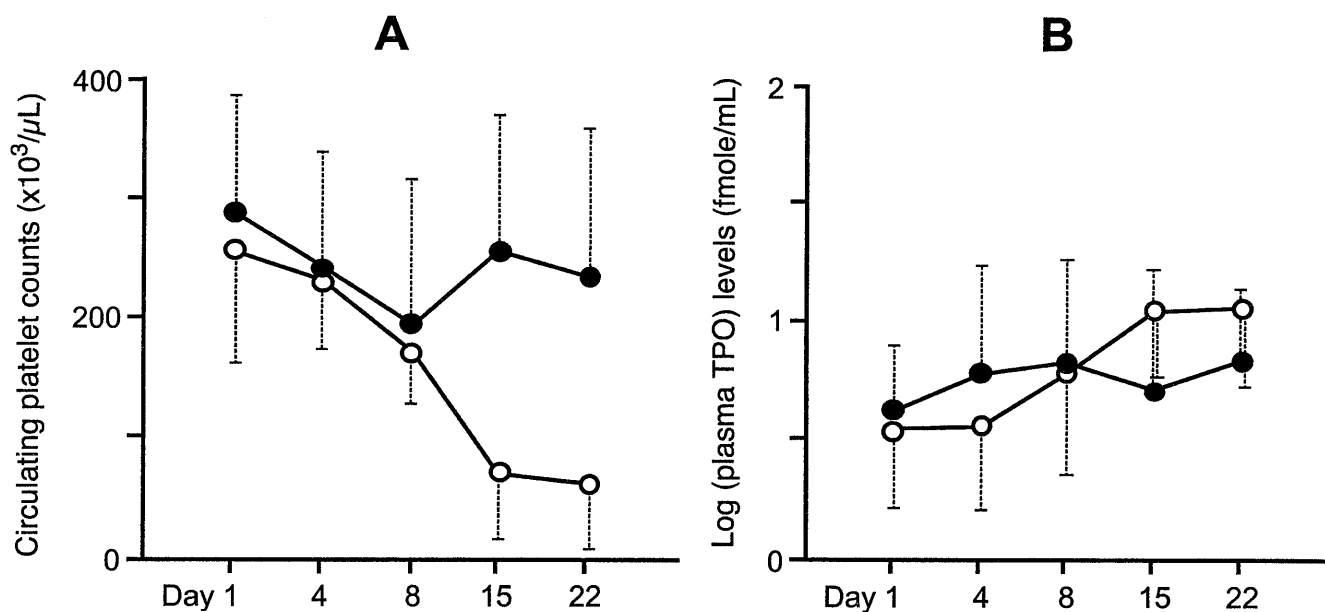 A
Circulating platelet counts (x10³/µL)
400
200
0
Day 1 4 8 15 22
B
Log (plasma TPO) levels (fmole/mL)
2
1
0
Day 1 4 8 15 22